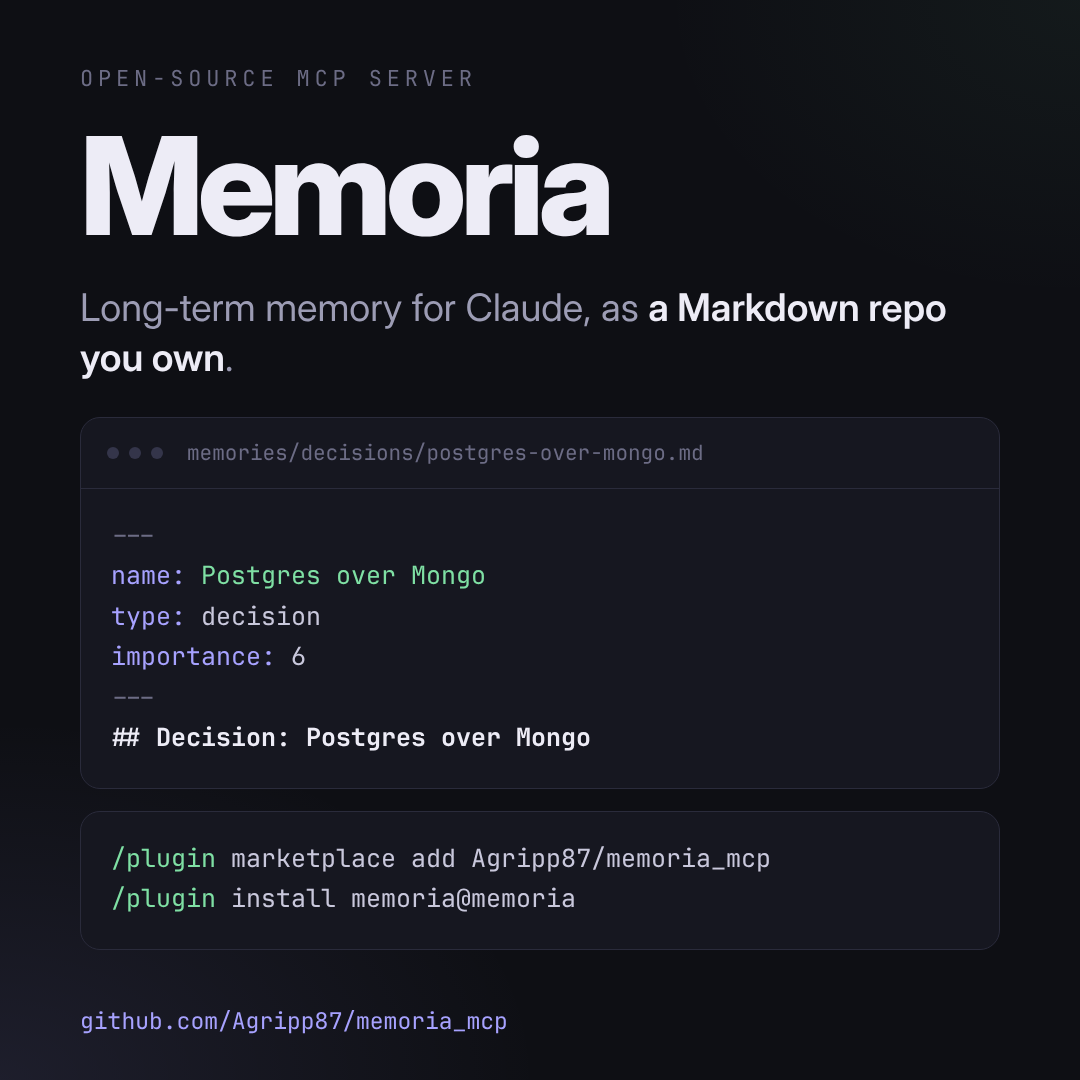 OPEN-SOURCE MCP SERVER
Memoria
Long-term memory for Claude, as a Markdown repo
you own.
memories/decisions/postgres-over-mongo.md
---
name: Postgres over Mongo
type: decision
importance: 6
---
## Decision: Postgres over Mongo
/plugin marketplace add Agripp87/memoria_mcp
/plugin install memoria@memoria
github.com/Agripp87/memoria_mcp